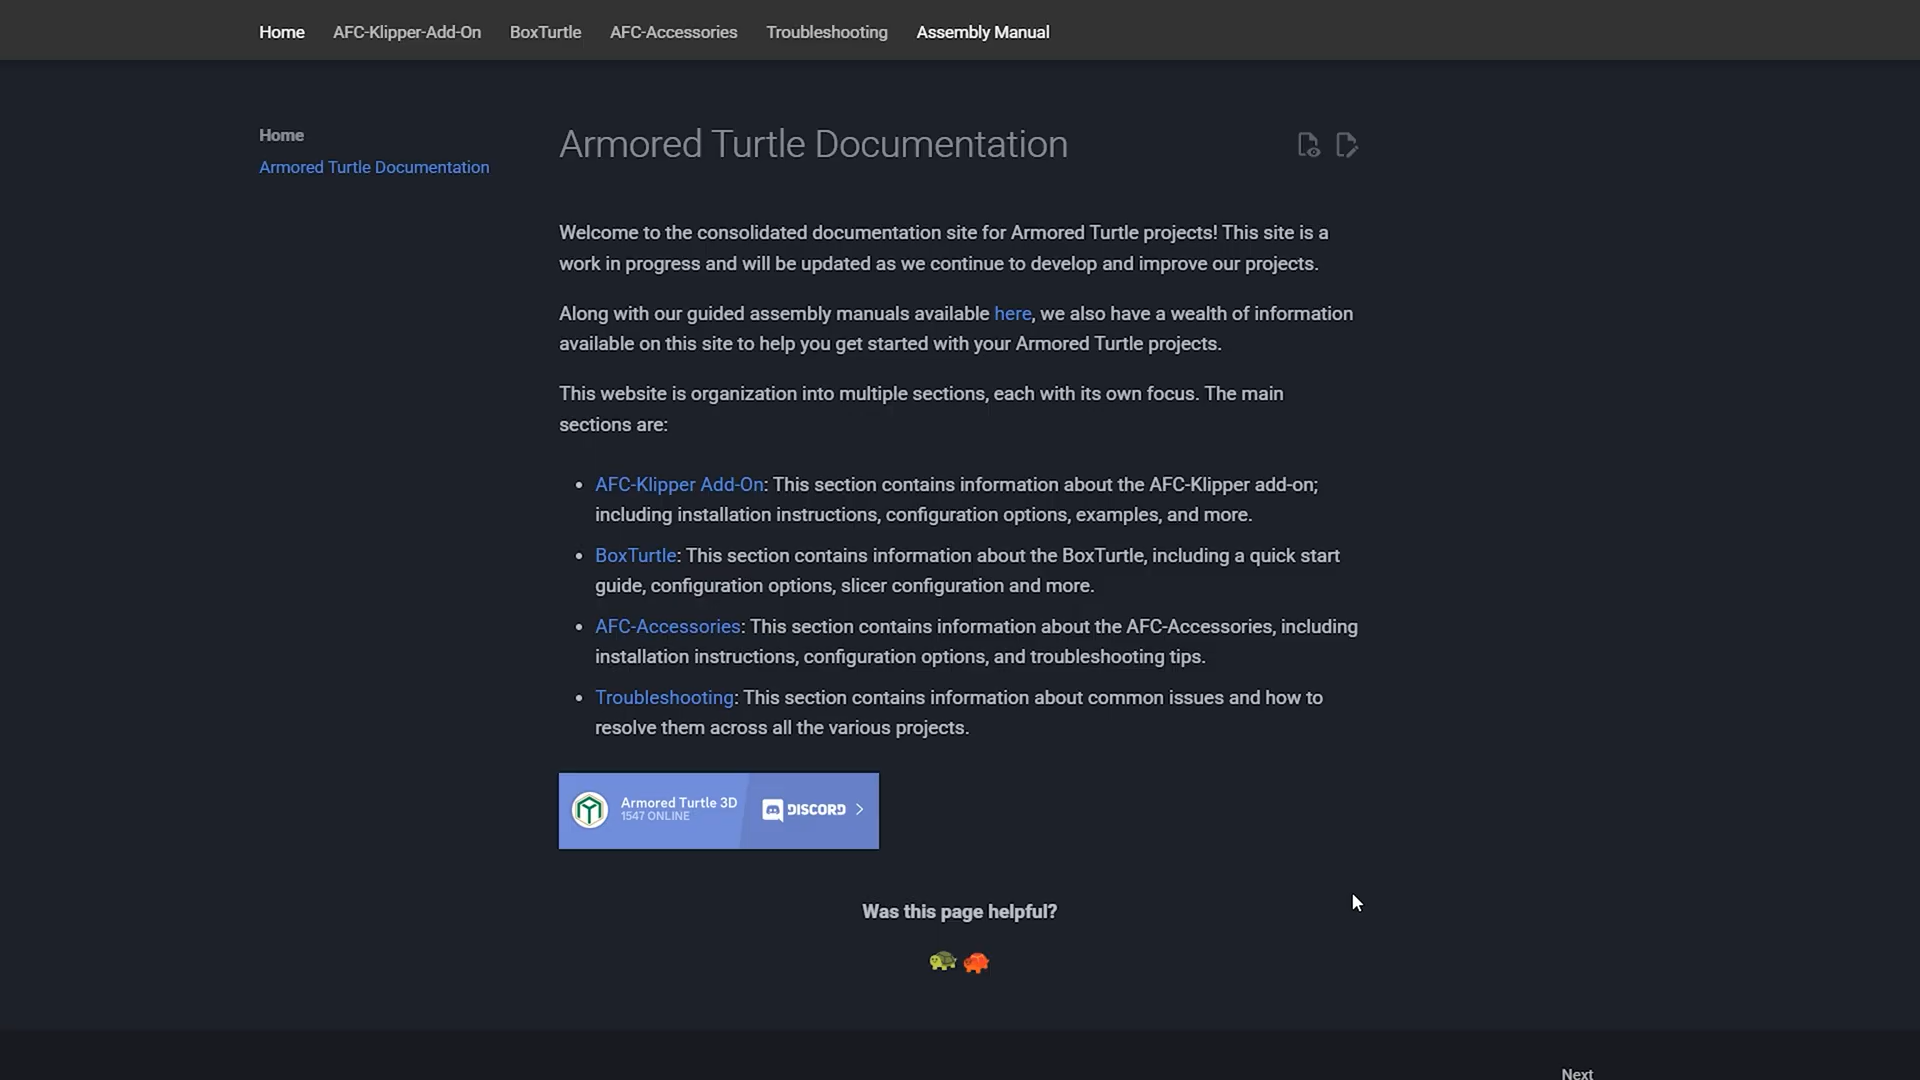 Home AFC-Klipper-Add-On BoxTurtle AFC-Accessories Troubleshooting Assembly Manual
Home
Armored Turtle Documentation
Armored Turtle Documentation
Welcome to the consolidated documentation site for Armored Turtle projects! This site is a
work in progress and will be updated as we continue to develop and improve our projects.
Along with our guided assembly manuals available here, we also have a wealth of information
available on this site to help you get started with your Armored Turtle projects.
This website is organization into multiple sections, each with its own focus. The main
sections are:
• AFC-Klipper Add-On: This section contains information about the AFC-Klipper add-on;
including installation instructions, configuration options, examples, and more.
• BoxTurtle: This section contains information about the BoxTurtle, including a quick start
guide, configuration options, slicer configuration and more.
• AFC-Accessories: This section contains information about the AFC-Accessories, including
installation instructions, configuration options, and troubleshooting tips.
• Troubleshooting: This section contains information about common issues and how to
resolve them across all the various projects.
Armored Turtle 3D
1547 ONLINE
DISCORD
Was this page helpful?
Next